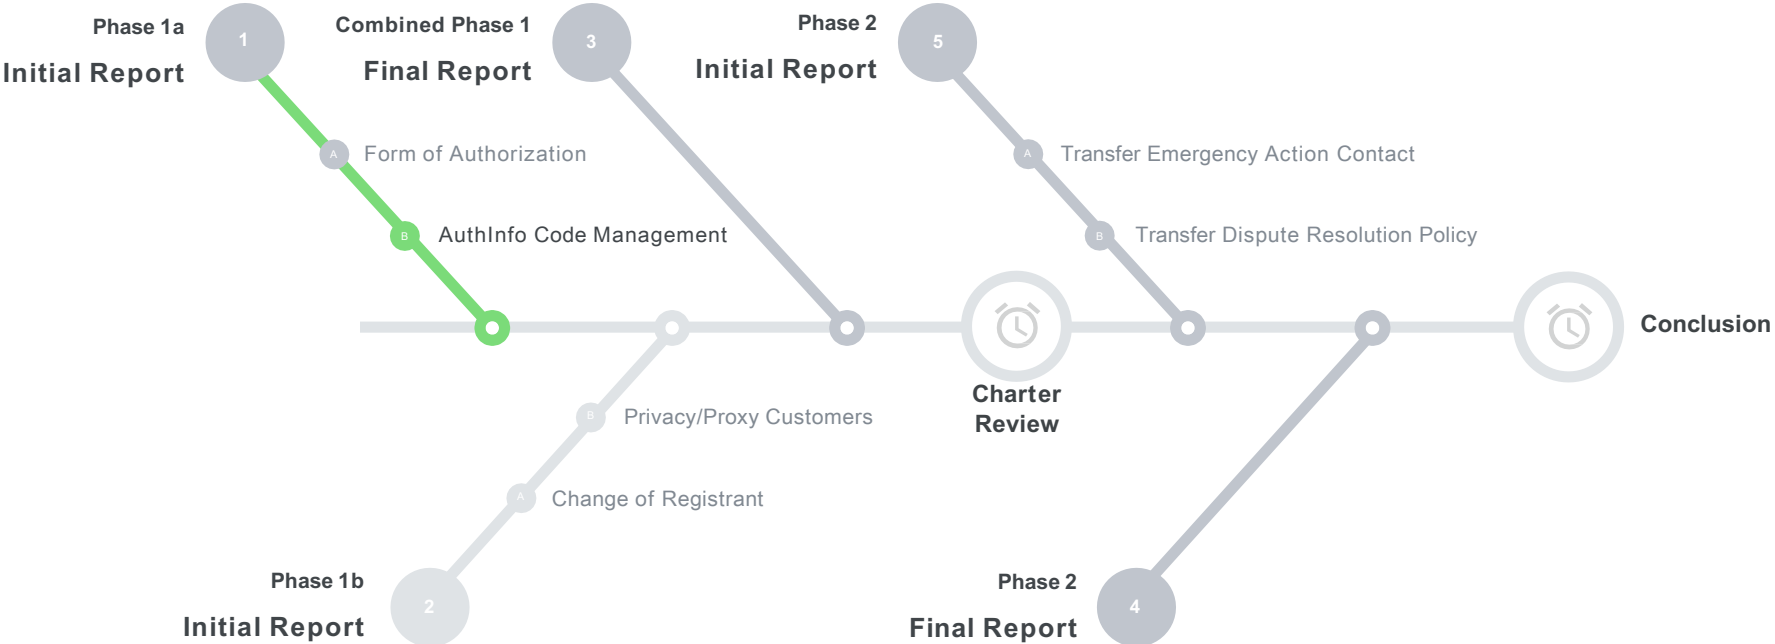 Phase 1a
Initial Report
1
Combined Phase 1
Final Report
3
Phase 2
Initial Report
5
A
Form of Authorization
B
AuthInfo Code Management
A
Transfer Emergency Action Contact
B
Transfer Dispute Resolution Policy
Charter
Review
Conclusion
B
Privacy/Proxy Customers
A
Change of Registrant
Phase 1b
Initial Report
2
Phase 2
Final Report
4